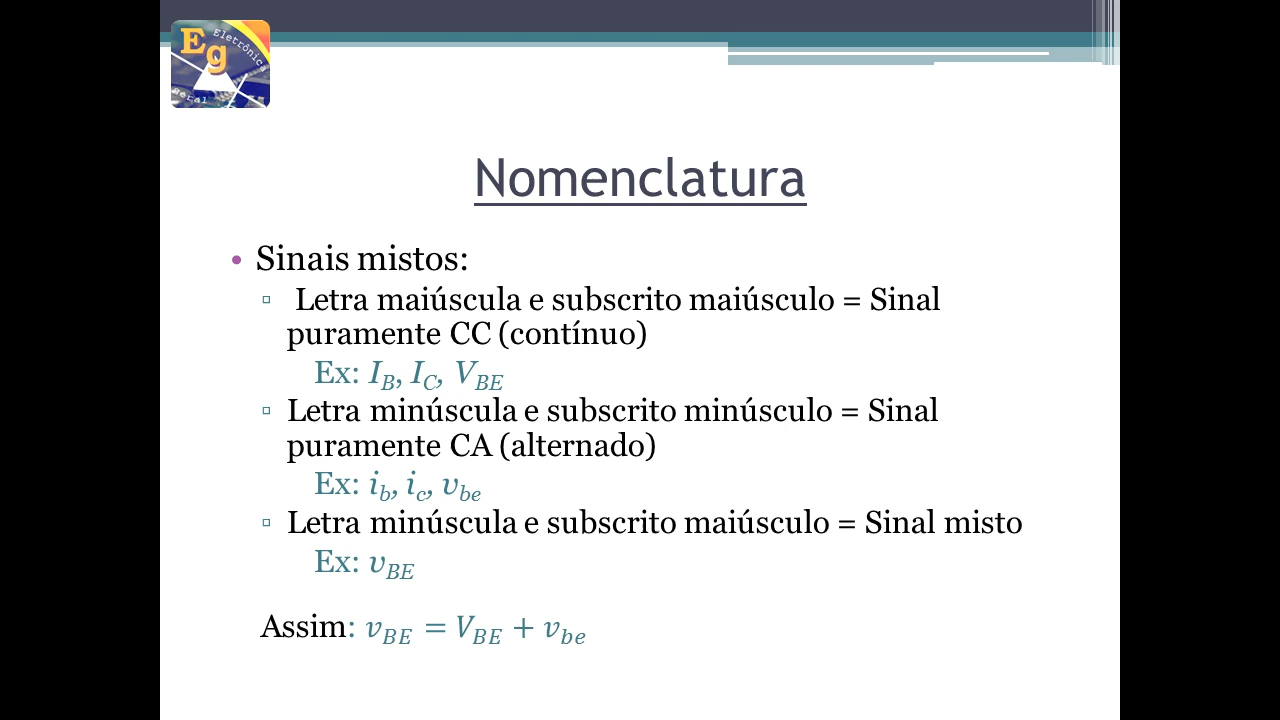 Eg
Eletrônica
Geral
Nomenclatura
• Sinais mistos:
▫ Letra maiúscula e subscrito maiúsculo = Sinal
puramente CC (contínuo)
Ex: I_B, I_C, V_BE
▫ Letra minúscula e subscrito minúsculo = Sinal
puramente CA (alternado)
Ex: i_b, i_c, v_be
▫ Letra minúscula e subscrito maiúsculo = Sinal misto
Ex: v_BE
Assim: v_BE = V_BE + v_be